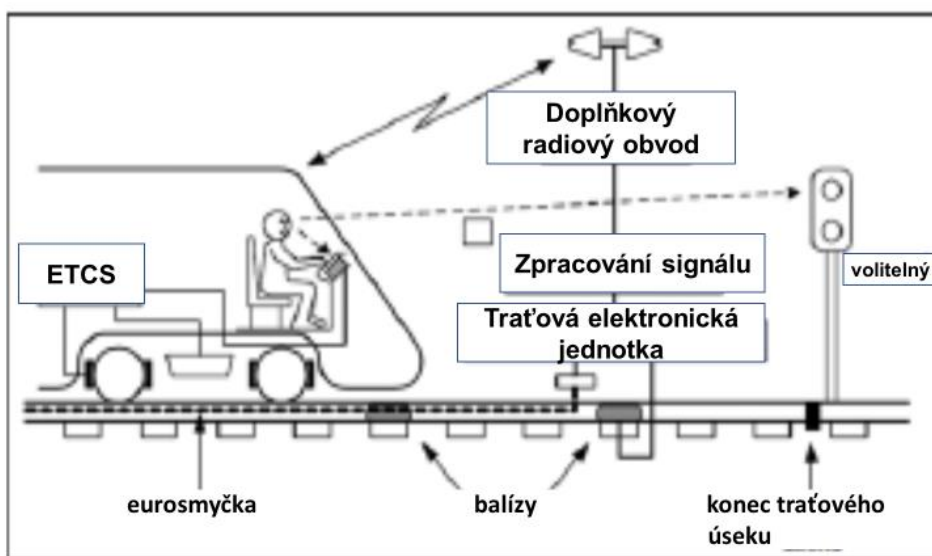 Doplňkový
radiový obvod
ETCS
Zpracování signálu
volitelný
Traťová elektronická
jednotka
eurosmyčka
balízy
konec traťového
úseku